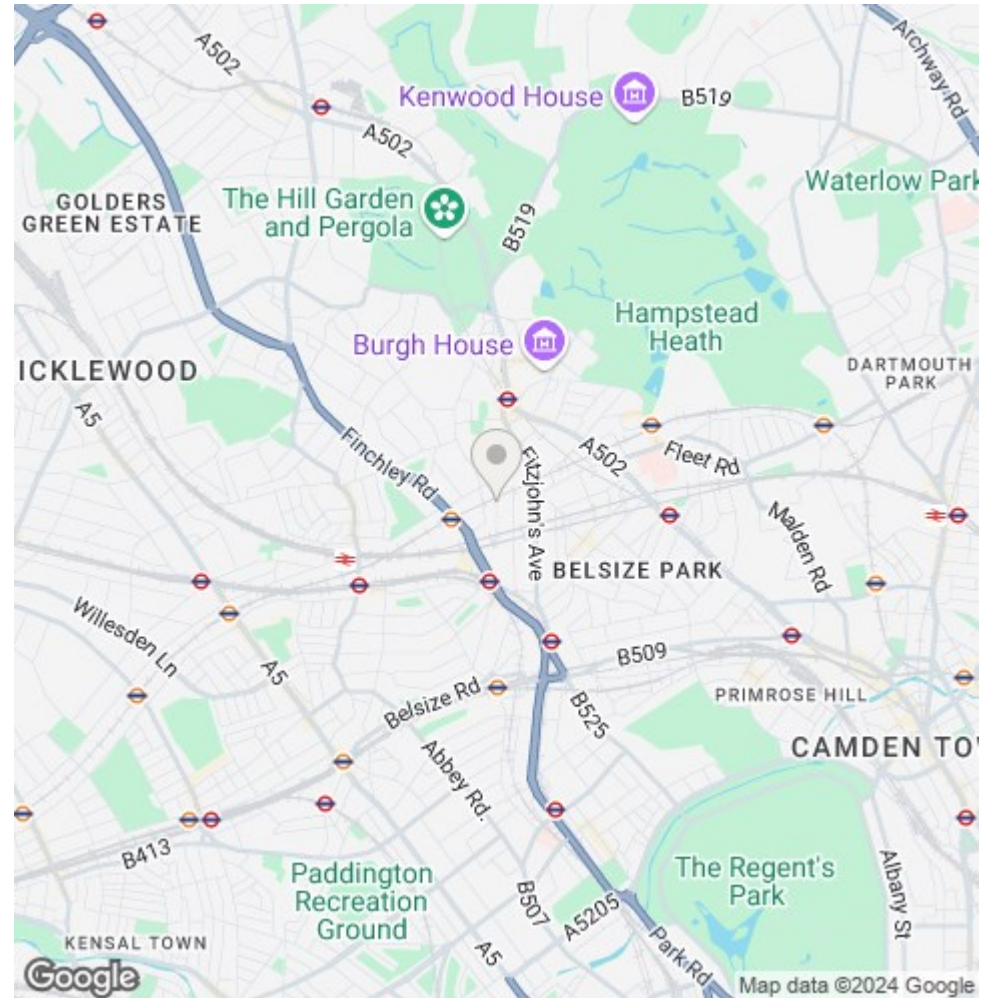 A502
Kenwood House
B519
Archway Rd
A502
Waterlow Park
GOLDERS
GREEN ESTATE
The Hill Garden
and Pergola
B519
Hampstead
Heath
Burgh House
ICKLEWOOD
DARTMOUTH
PARK
A5
Finchley Rd
Fitzjohn's Ave
A502
Fleet Rd
Malden Rd
BELSIZE PARK
Willesden Ln
A5
B509
Belsize Rd
B525
PRIMROSE HILL
CAMDEN TO
Abbey Rd.
B413
Paddington
Recreation
Ground
The Regent's
Park
Albany St
B507
A5205
KENSAL TOWN
A5
Park Rd
Google
Map data ©2024 Google